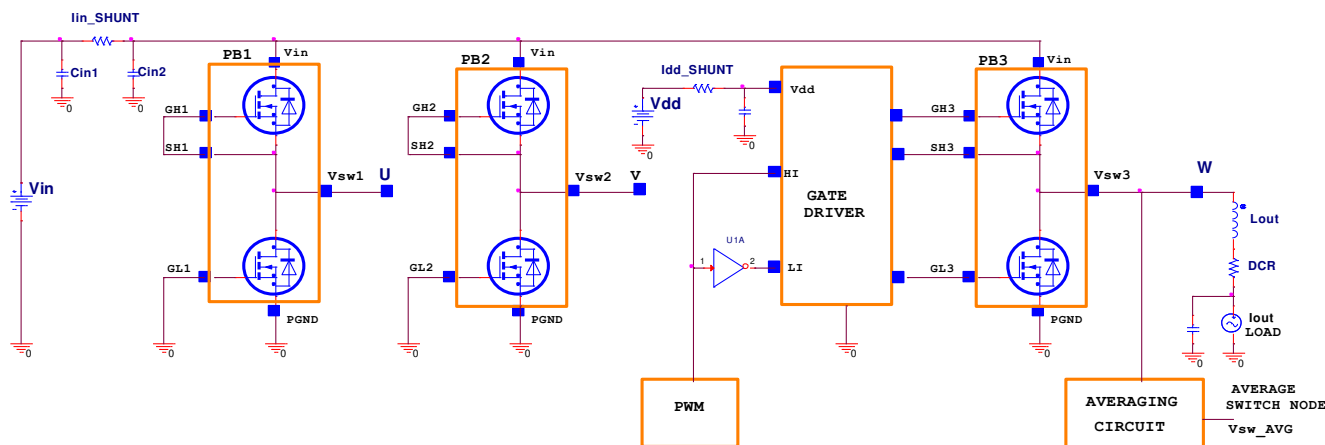 Iin_SHUNT
Cin1
Cin2
Vin
0
0
0
PB1
Vin
GH1
SH1
GL1
Vsw1
U
PGND
0
0
PB2
Vin
GH2
SH2
GL2
Vsw2
V
PGND
0
0
Idd_SHUNT
Vdd
0
0
Vdd
HI
LI
GATE
DRIVER
0
U1A
1
2
PWM
PB3
Vin
GH3
SH3
GL3
Vsw3
W
PGND
0
Lout
DCR
Iout
LOAD
0
0
AVERAGING
CIRCUIT
AVERAGE
SWITCH NODE
Vsw_AVG